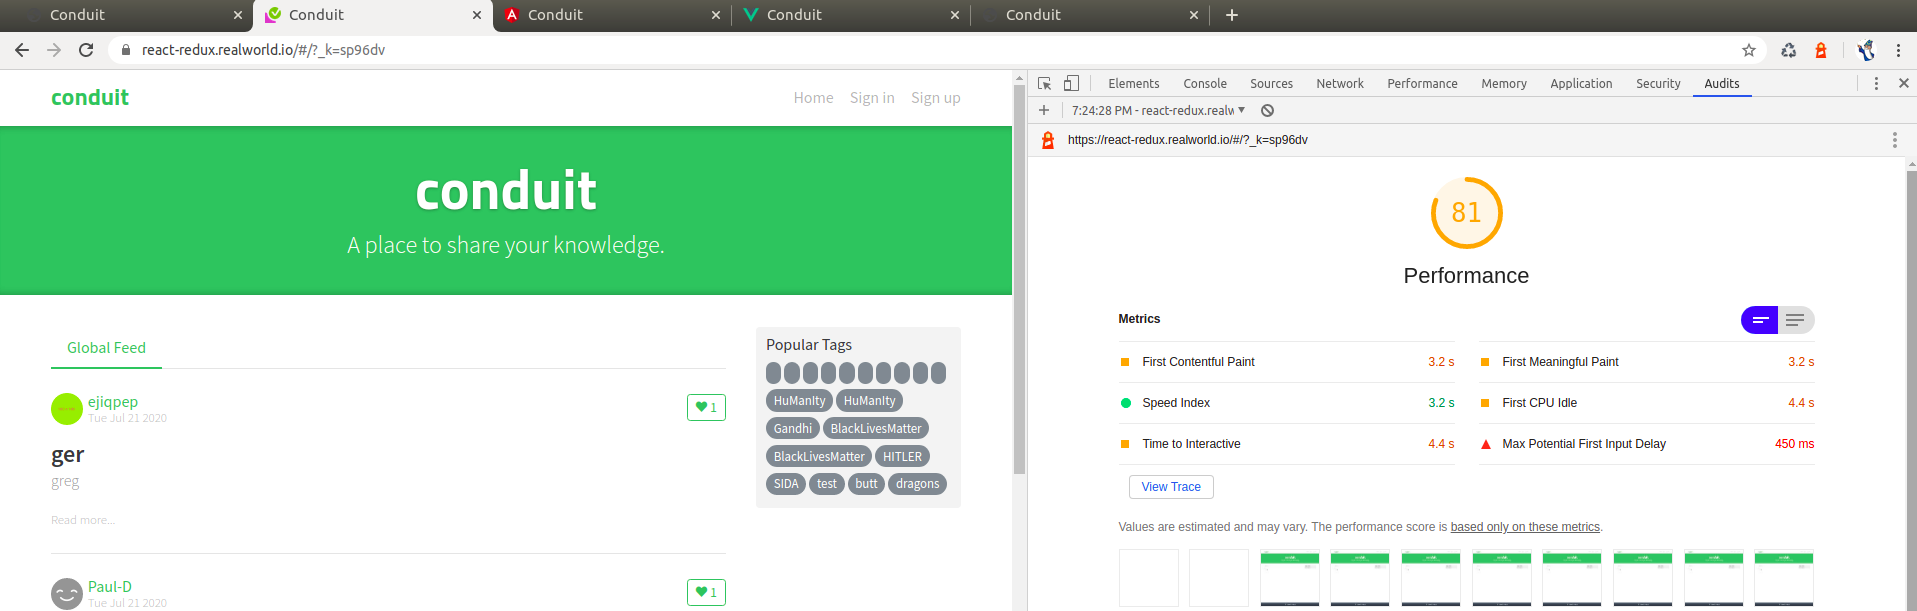 Conduit
Conduit
Conduit
Conduit
Conduit
react-redux.realworld.io/#/?_k=sp96dv
conduit
Home Sign in Sign up
conduit
A place to share your knowledge.
Global Feed
ejiqpep
Tue Jul 21 2020
1
ger
greg
Read more...
Paul-D
Tue Jul 21 2020
1
Popular Tags
HuManIty HuManIty
Gandhi BlackLivesMatter
BlackLivesMatter HITLER
SIDA test butt dragons
Elements Console Sources Network Performance Memory Application Security Audits
7:24:28 PM - react-redux.realw
https://react-redux.realworld.io/#/?_k=sp96dv
81
Performance
Metrics
First Contentful Paint 3.2 s
First Meaningful Paint 3.2 s
Speed Index 3.2 s
First CPU Idle 4.4 s
Time to Interactive 4.4 s
Max Potential First Input Delay 450 ms
View Trace
Values are estimated and may vary. The performance score is based only on these metrics.